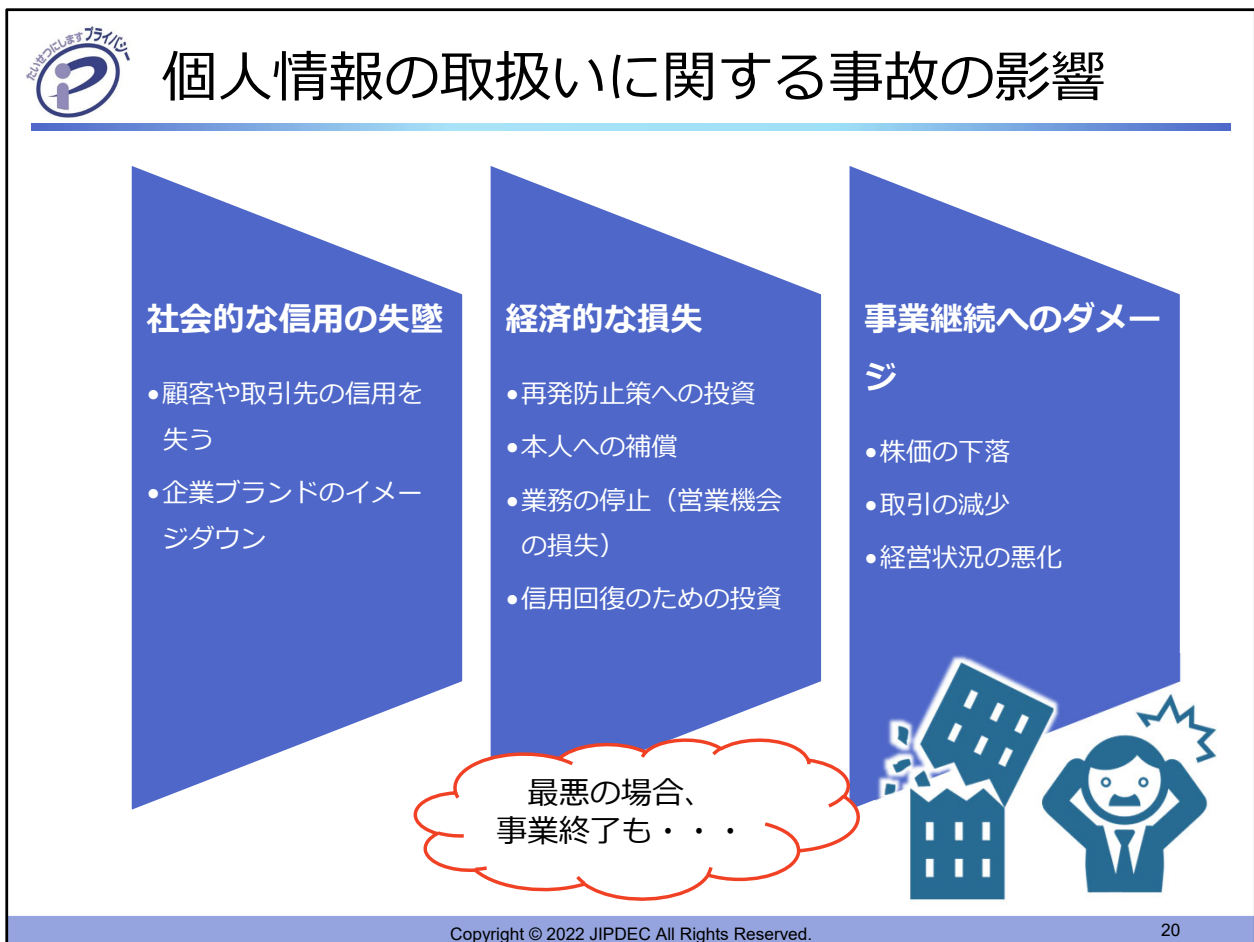 たいせつにしますプライバシー
個人情報の取扱いに関する事故の影響
社会的な信用の失墜
•顧客や取引先の信用を
失う
•企業ブランドのイメー
ジダウン
経済的な損失
•再発防止策への投資
•本人への補償
•業務の停止（営業機会
の損失）
•信用回復のための投資
事業継続へのダメー
ジ
•株価の下落
•取引の減少
•経営状況の悪化
最悪の場合、
事業終了も・・・
Copyright © 2022 JIPDEC All Rights Reserved.
20